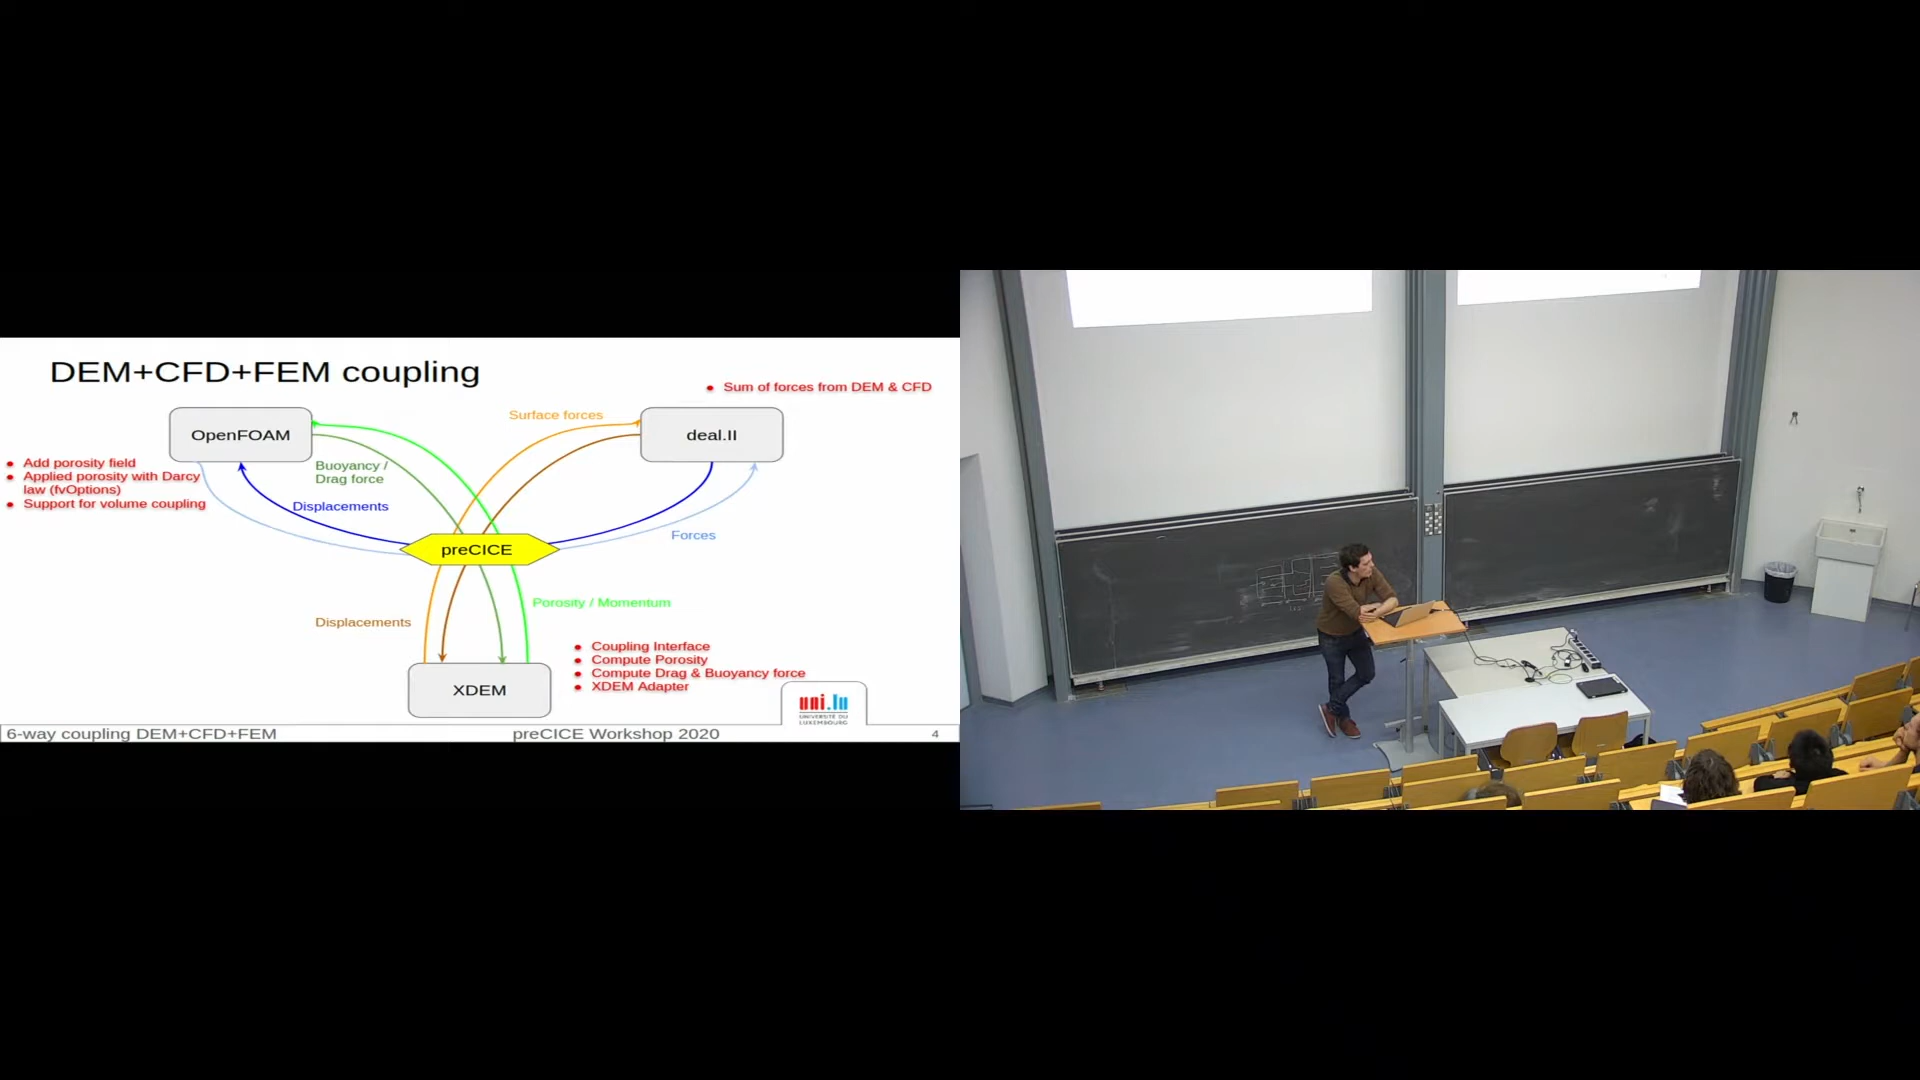 DEM+CFD+FEM coupling
Sum of forces from DEM & CFD
OpenFOAM
Surface forces
deal.II
Add porosity field
Applied porosity with Darcy
law (fvOptions)
Support for volume coupling
Buoyancy /
Drag force
Displacements
preCICE
Forces
Porosity / Momentum
Displacements
Coupling Interface
Compute Porosity
Compute Drag & Buoyancy force
XDEM Adapter
XDEM
uni.lu
UNIVERSITÉ DU
LUXEMBOURG
6-way coupling DEM+CFD+FEM
preCICE Workshop 2020
4